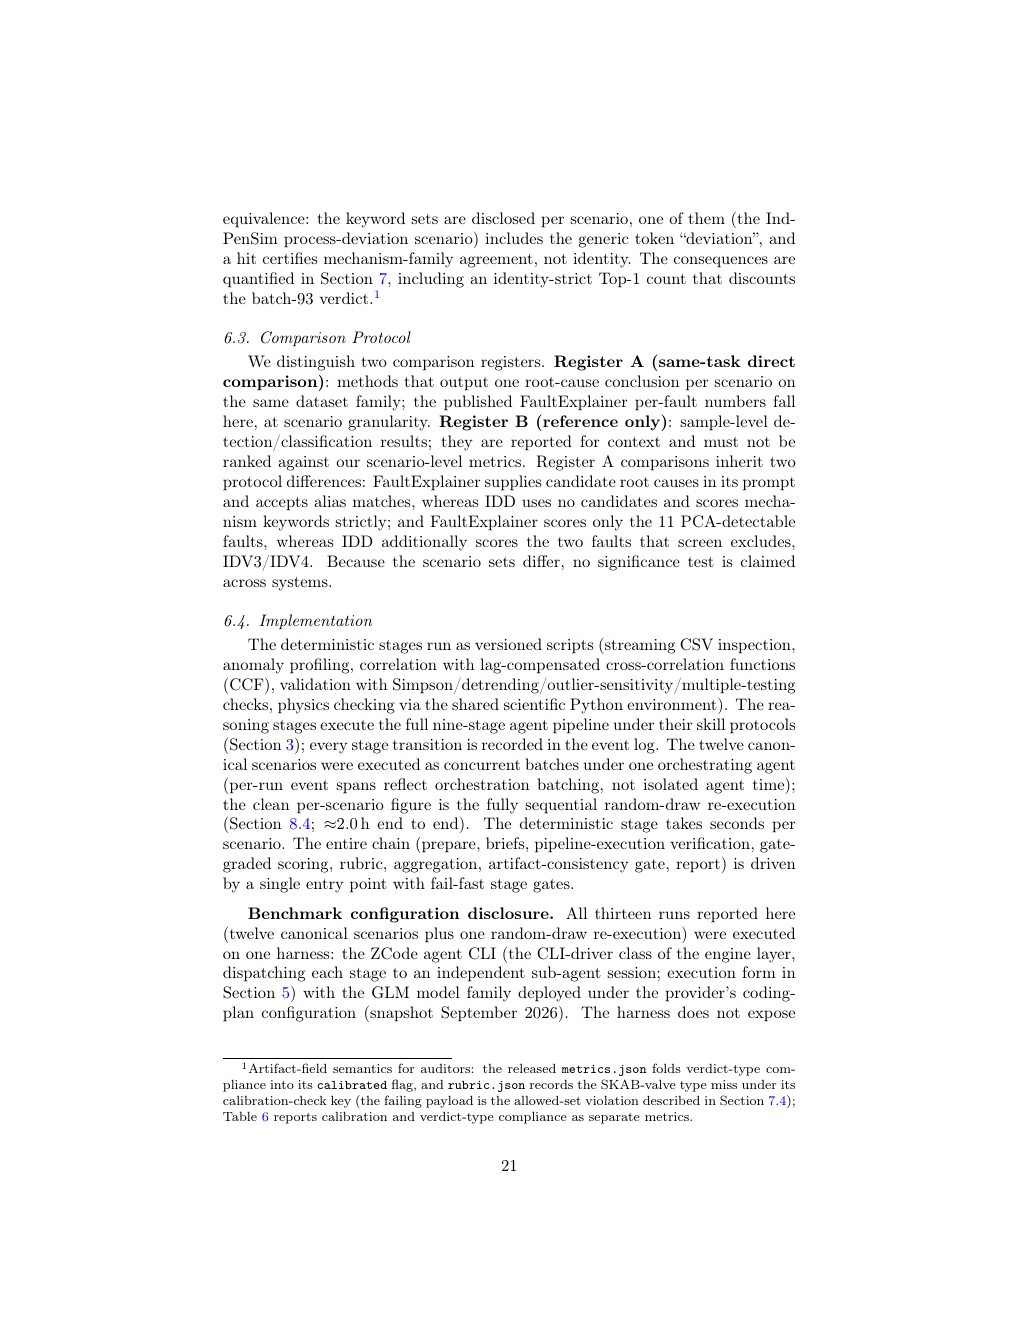 equivalence: the keyword sets are disclosed per scenario, one of them (the Ind-
PenSim process-deviation scenario) includes the generic token “deviation”, and
a hit certifies mechanism-family agreement, not identity. The consequences are
quantified in Section 7, including an identity-strict Top-1 count that discounts
the batch-93 verdict.1
6.3. Comparison Protocol
We distinguish two comparison registers. Register A (same-task direct
comparison): methods that output one root-cause conclusion per scenario on
the same dataset family; the published FaultExplainer per-fault numbers fall
here, at scenario granularity. Register B (reference only): sample-level de-
tection/classification results; they are reported for context and must not be
ranked against our scenario-level metrics. Register A comparisons inherit two
protocol differences: FaultExplainer supplies candidate root causes in its prompt
and accepts alias matches, whereas IDD uses no candidates and scores mecha-
nism keywords strictly; and FaultExplainer scores only the 11 PCA-detectable
faults, whereas IDD additionally scores the two faults that screen excludes,
IDV3/IDV4. Because the scenario sets differ, no significance test is claimed
across systems.
6.4. Implementation
The deterministic stages run as versioned scripts (streaming CSV inspection,
anomaly profiling, correlation with lag-compensated cross-correlation functions
(CCF), validation with Simpson/detrending/outlier-sensitivity/multiple-testing
checks, physics checking via the shared scientific Python environment). The rea-
soning stages execute the full nine-stage agent pipeline under their skill protocols
(Section 3); every stage transition is recorded in the event log. The twelve canon-
ical scenarios were executed as concurrent batches under one orchestrating agent
(per-run event spans reflect orchestration batching, not isolated agent time);
the clean per-scenario figure is the fully sequential random-draw re-execution
(Section 8.4; ≈2.0 h end to end). The deterministic stage takes seconds per
scenario. The entire chain (prepare, briefs, pipeline-execution verification, gate-
graded scoring, rubric, aggregation, artifact-consistency gate, report) is driven
by a single entry point with fail-fast stage gates.
Benchmark configuration disclosure. All thirteen runs reported here
(twelve canonical scenarios plus one random-draw re-execution) were executed
on one harness: the ZCode agent CLI (the CLI-driver class of the engine layer,
dispatching each stage to an independent sub-agent session; execution form in
Section 5) with the GLM model family deployed under the provider’s coding-
plan configuration (snapshot September 2026). The harness does not expose
1Artifact-field semantics for auditors: the released metrics.json folds verdict-type com-
pliance into its calibrated flag, and rubric.json records the SKAB-valve type miss under its
calibration-check key (the failing payload is the allowed-set violation described in Section 7.4);
Table 6 reports calibration and verdict-type compliance as separate metrics.
21